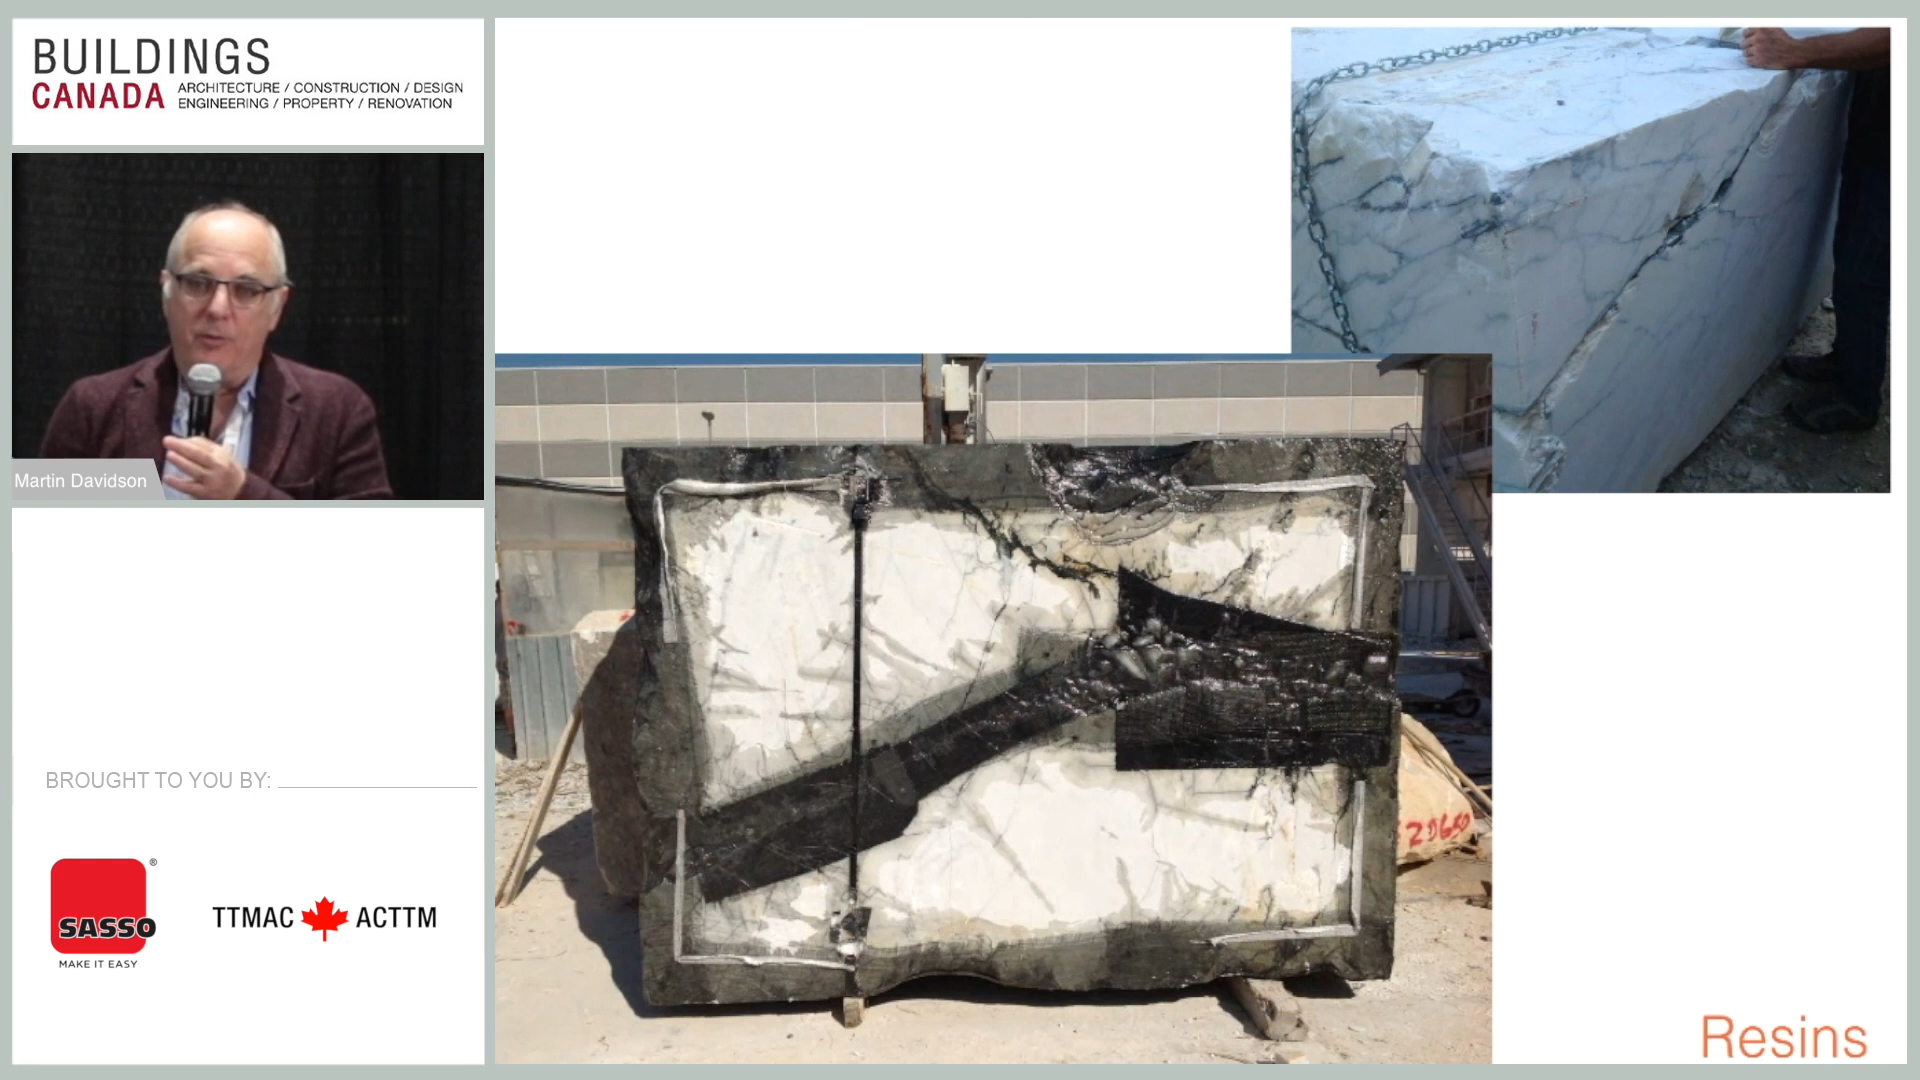 BUILDINGS
CANADA
ARCHITECTURE / CONSTRUCTION / DESIGN
ENGINEERING / PROPERTY / RENOVATION
Martin Davidson
BROUGHT TO YOU BY:
SASSO
®
MAKE IT EASY
TTMAC ACTTM
Resins